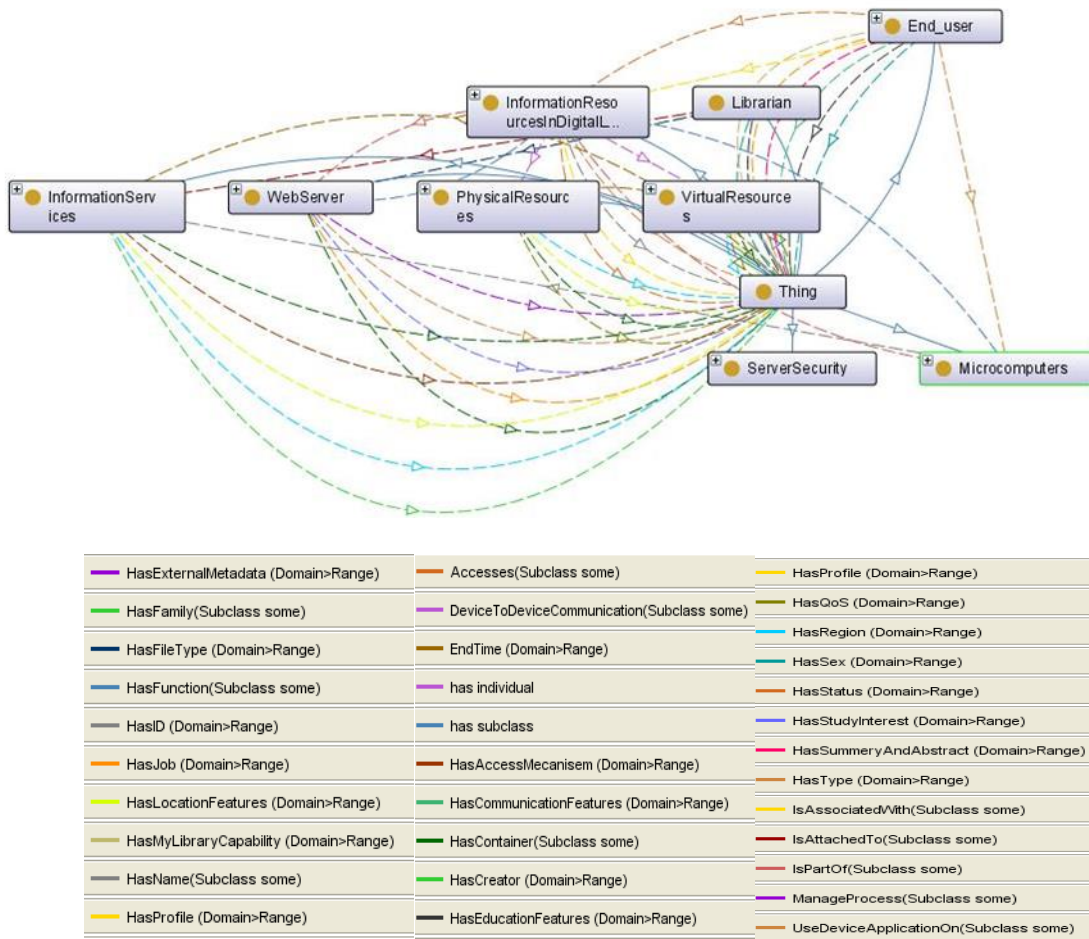 End_user
InformationReso
urcesInDigitalL...
Librarian
InformationServ
ices
WebServer
PhysicalResourc
es
VirtualResource
s
Thing
ServerSecurity
Microcomputers
HasExternalMetadata (Domain>Range)
HasFamily(Subclass some)
HasFileType (Domain>Range)
HasFunction(Subclass some)
HasID (Domain>Range)
HasJob (Domain>Range)
HasLocationFeatures (Domain>Range)
HasMyLibraryCapability (Domain>Range)
HasName(Subclass some)
HasProfile (Domain>Range)
Accesses(Subclass some)
DeviceToDeviceCommunication(Subclass some)
EndTime (Domain>Range)
has individual
has subclass
HasAccessMecanisem (Domain>Range)
HasCommunicationFeatures (Domain>Range)
HasContainer(Subclass some)
HasCreator (Domain>Range)
HasEducationFeatures (Domain>Range)
HasProfile (Domain>Range)
HasQoS (Domain>Range)
HasRegion (Domain>Range)
HasSex (Domain>Range)
HasStatus (Domain>Range)
HasStudyInterest (Domain>Range)
HasSummeryAndAbstract (Domain>Range)
HasType (Domain>Range)
IsAssociatedWith(Subclass some)
IsAttachedTo(Subclass some)
IsPartOf(Subclass some)
ManageProcess(Subclass some)
UseDeviceApplicationOn(Subclass some)